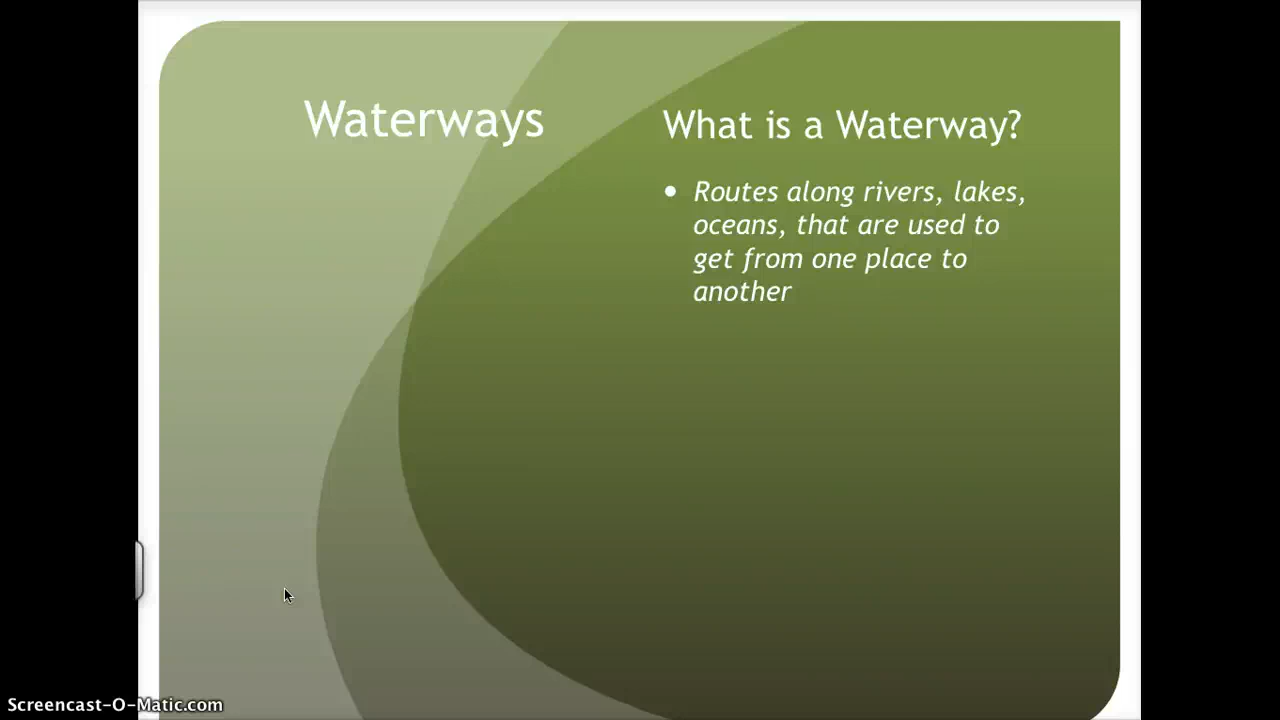 Waterways
What is a Waterway?
• Routes along rivers, lakes,
oceans, that are used to
get from one place to
another
Screencast-O-Matic.com